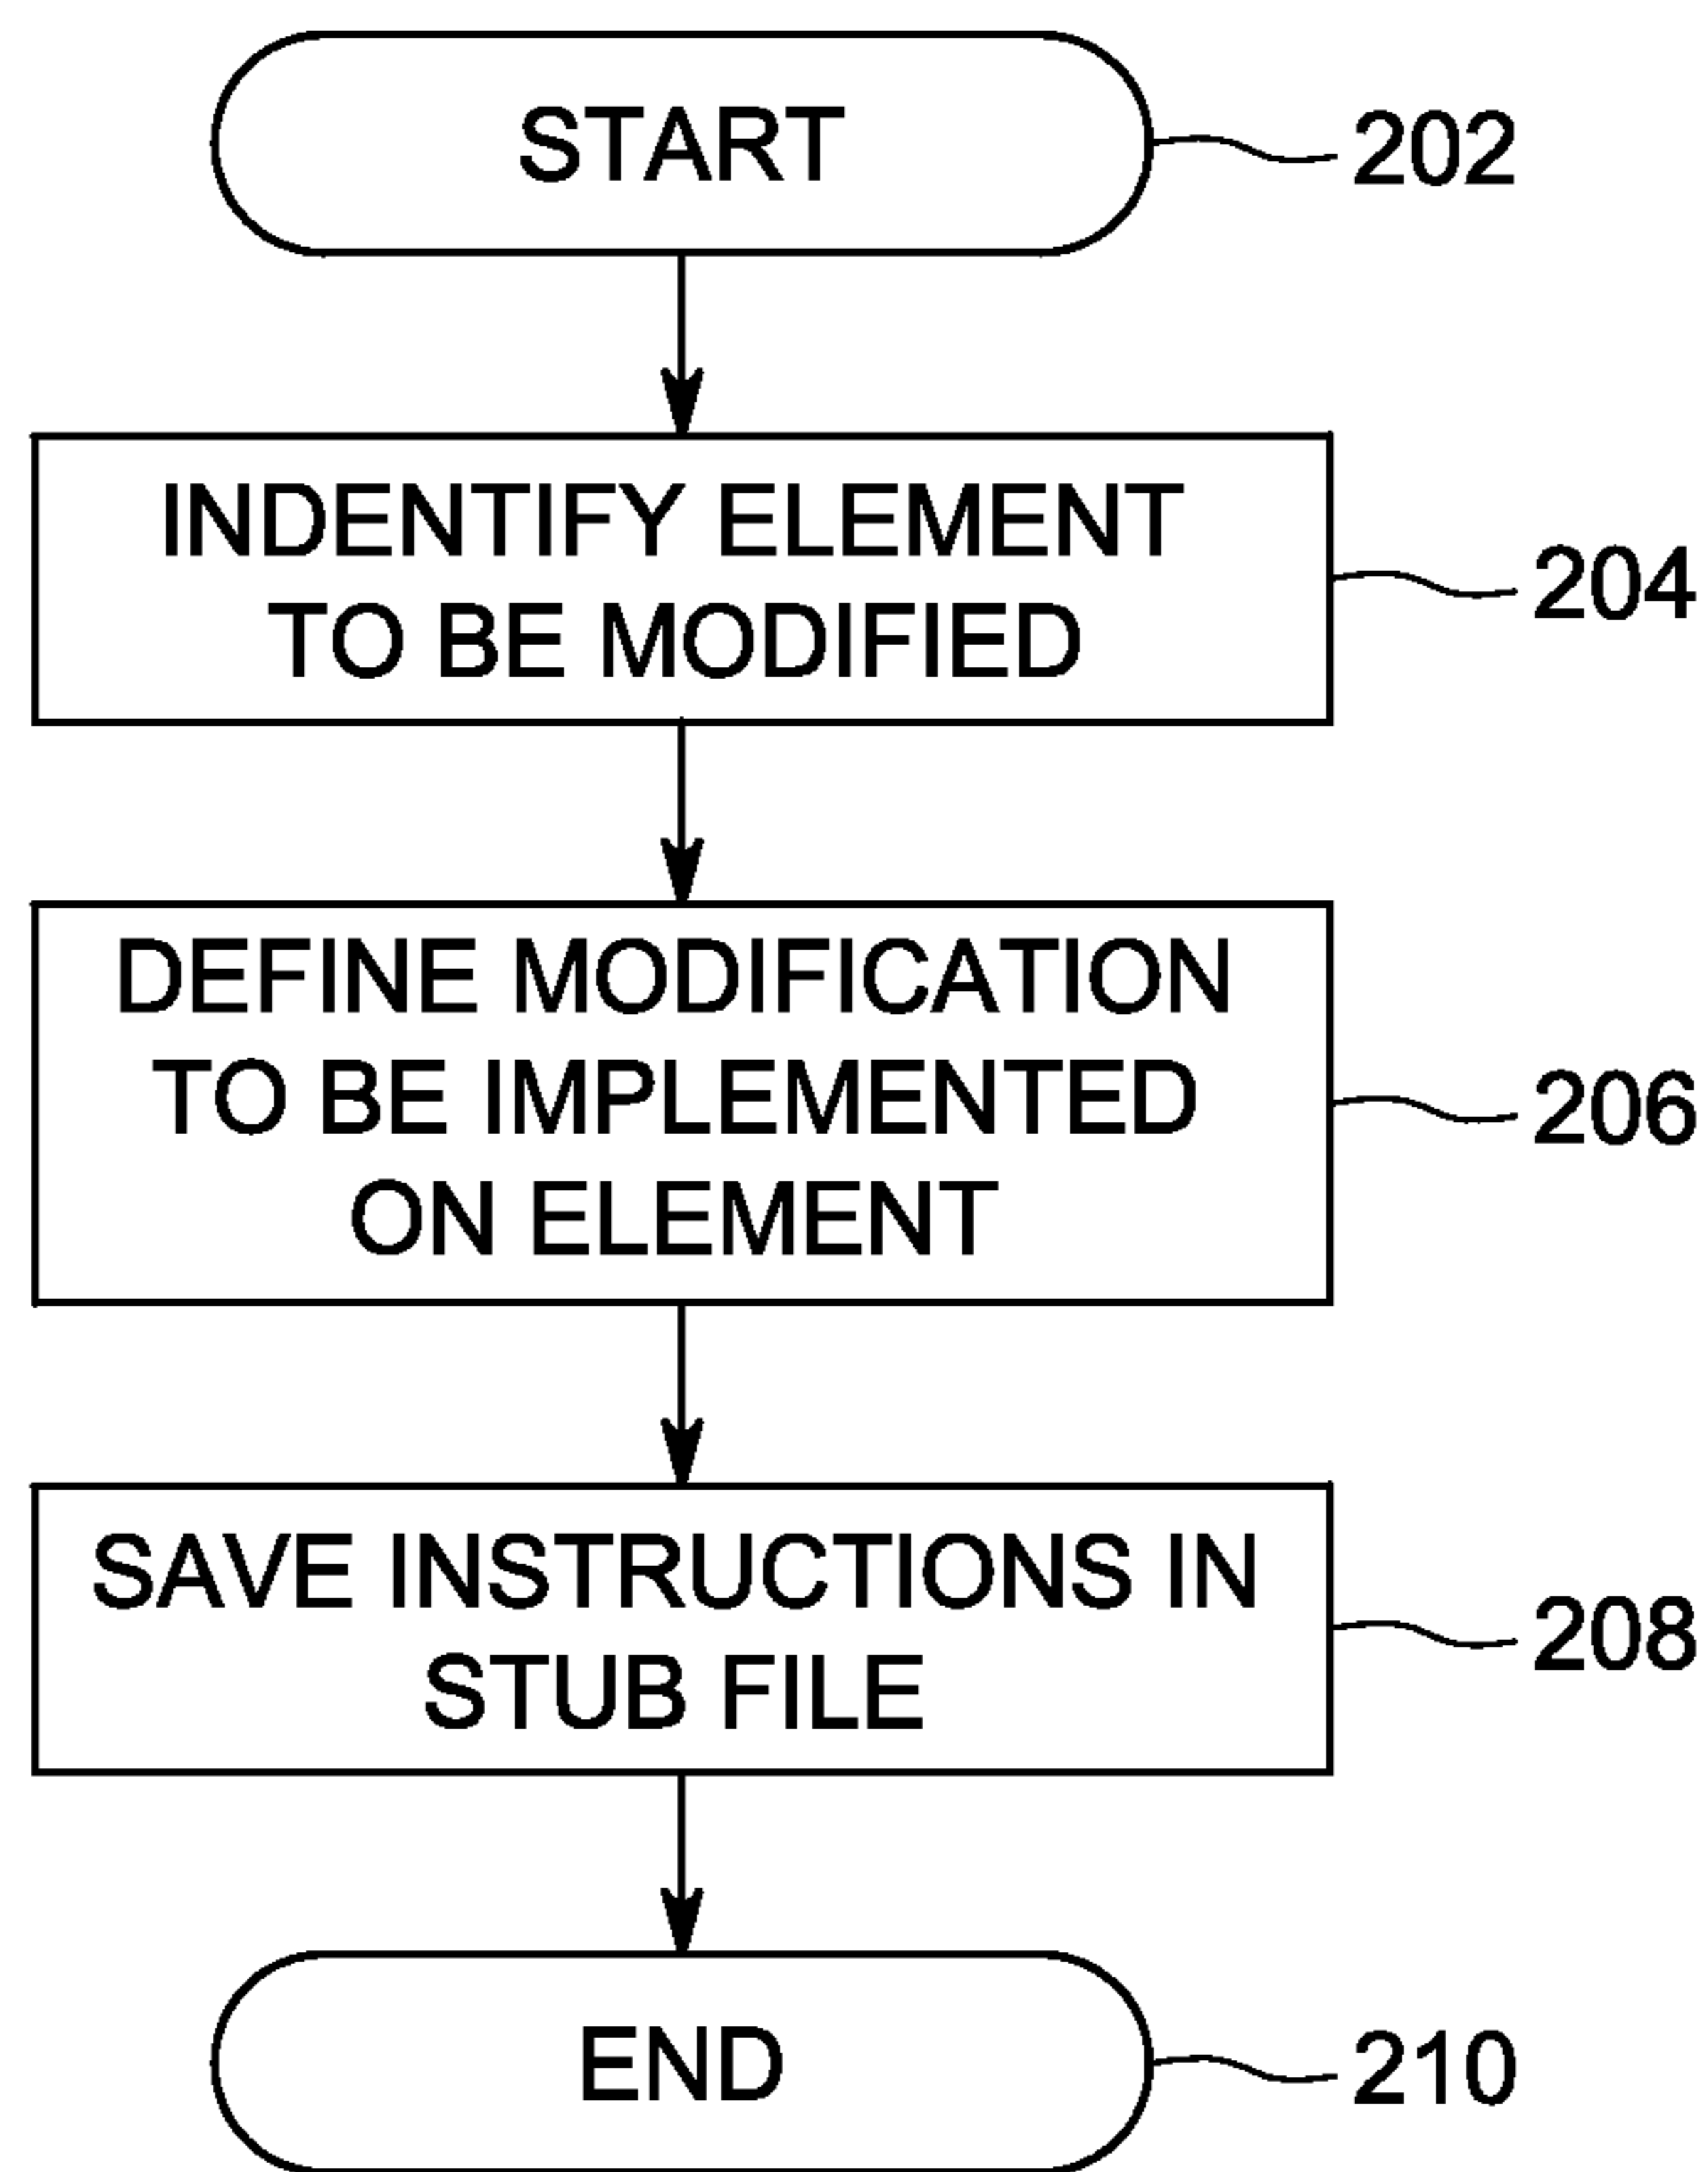 START
202
INDENTIFY ELEMENT
TO BE MODIFIED
204
DEFINE MODIFICATION
TO BE IMPLEMENTED
ON ELEMENT
206
SAVE INSTRUCTIONS IN
STUB FILE
208
END
210